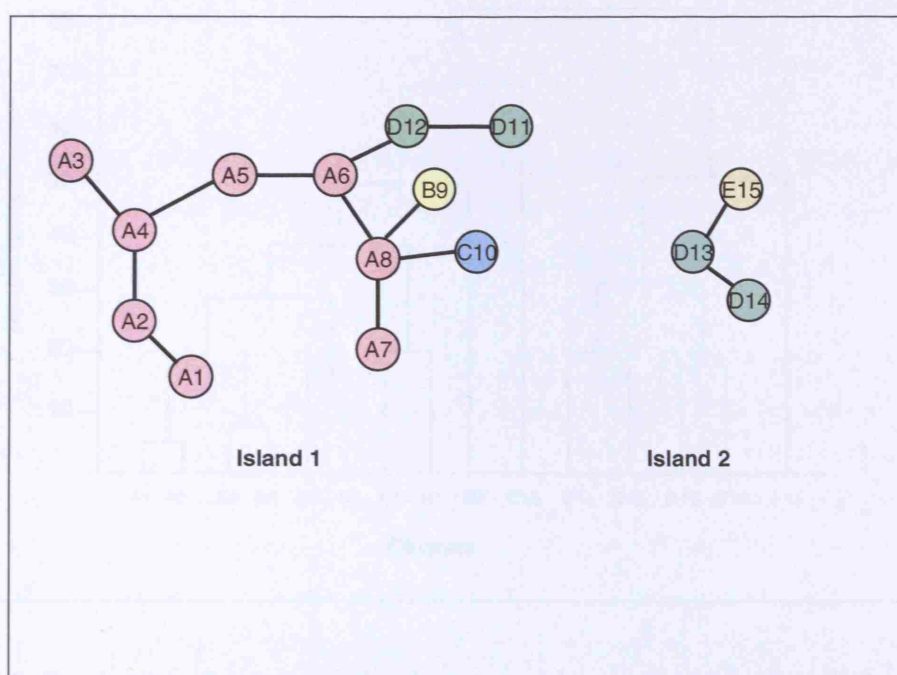 D12
D11
A3
A5
A6
B9
E15
A4
A8
C10
D13
D14
A2
A7
A1
Island 1
Island 2